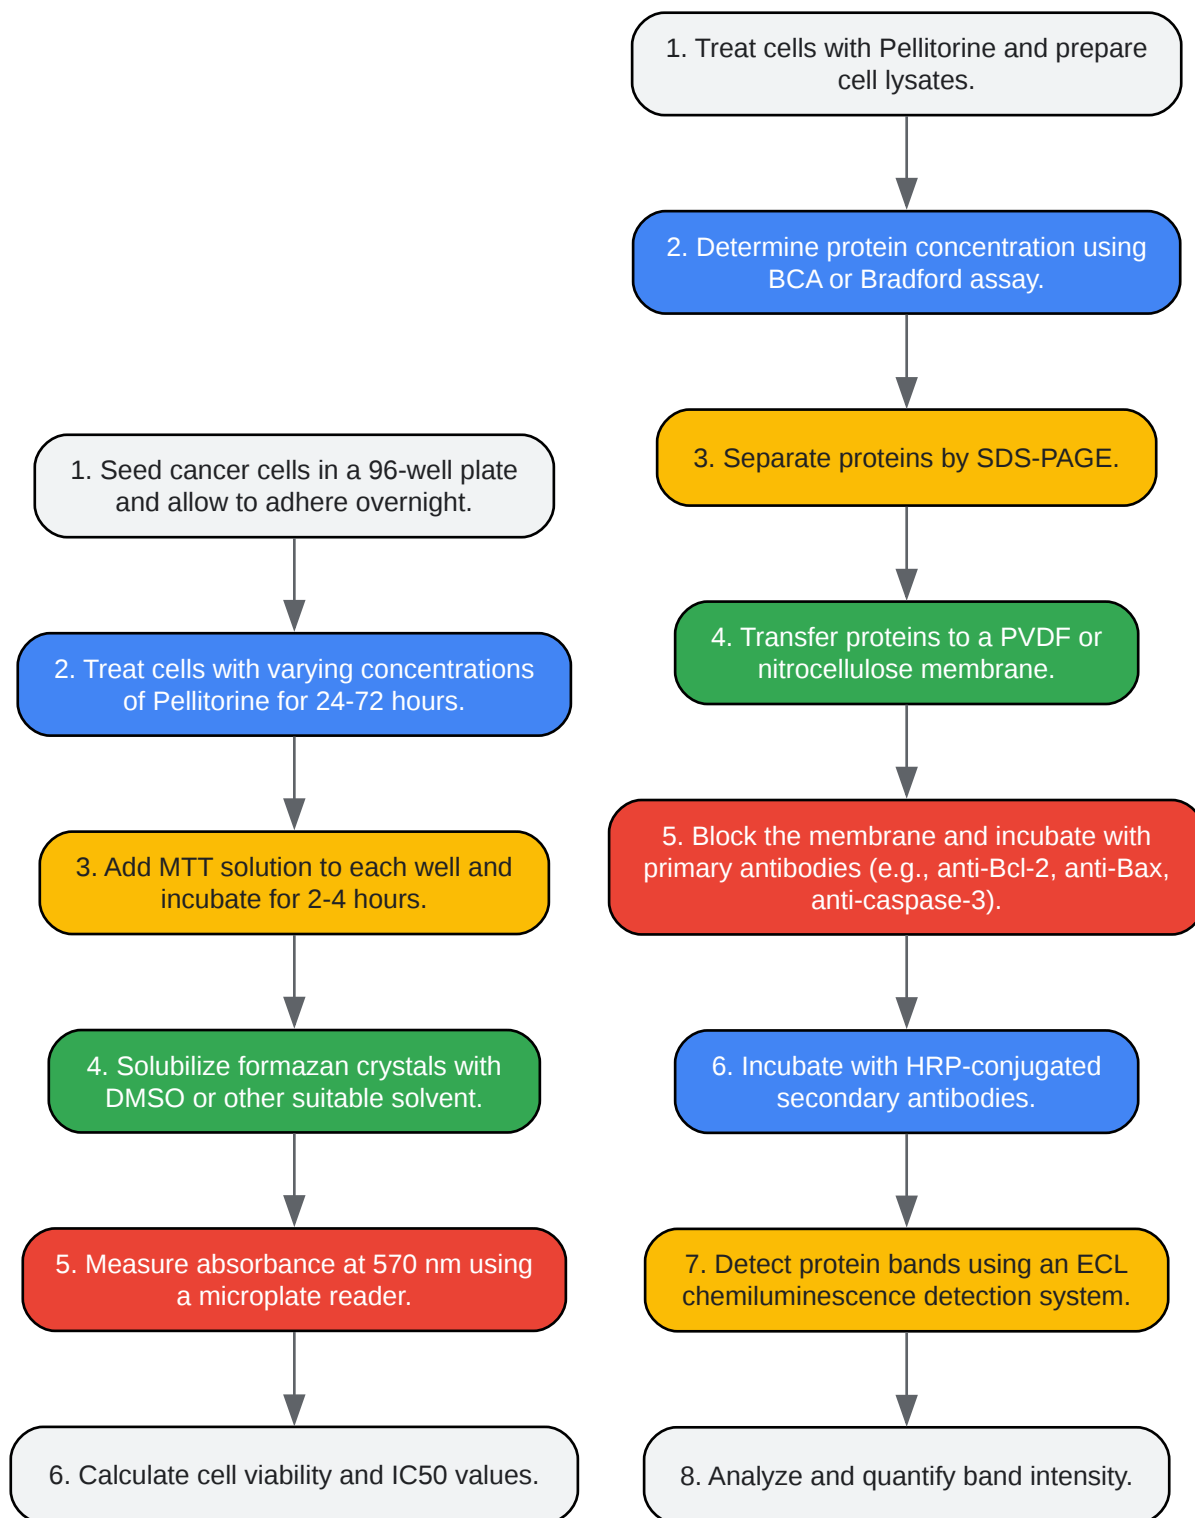 1. Seed cancer cells in a 96-well plate
and allow to adhere overnight.
2. Treat cells with varying concentrations
of Pellitorine for 24-72 hours.
3. Add MTT solution to each well and
incubate for 2-4 hours.
4. Solubilize formazan crystals with
DMSO or other suitable solvent.
5. Measure absorbance at 570 nm using
a microplate reader.
6. Calculate cell viability and IC50 values.
1. Treat cells with Pellitorine and prepare
cell lysates.
2. Determine protein concentration using
BCA or Bradford assay.
3. Separate proteins by SDS-PAGE.
4. Transfer proteins to a PVDF or
nitrocellulose membrane.
5. Block the membrane and incubate with
primary antibodies (e.g., anti-Bcl-2, anti-Bax,
anti-caspase-3).
6. Incubate with HRP-conjugated
secondary antibodies.
7. Detect protein bands using an ECL
chemiluminescence detection system.
8. Analyze and quantify band intensity.